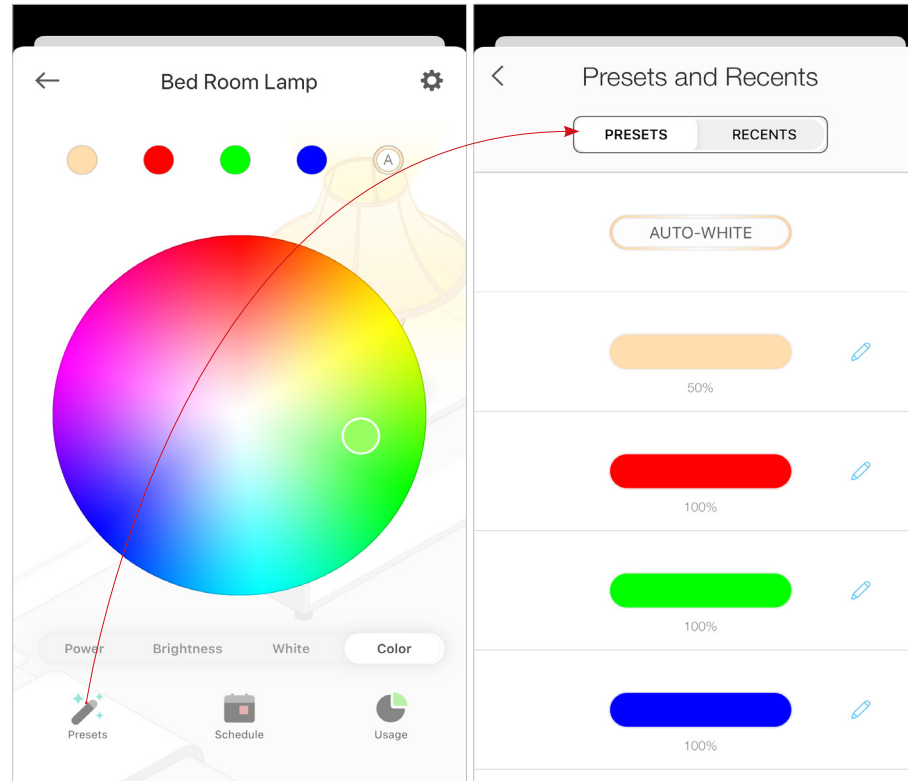 Bed Room Lamp
A
Power Brightness White Color
Presets Schedule Usage
Presets and Recents
PRESETS RECENTS
AUTO-WHITE
50%
100%
100%
100%